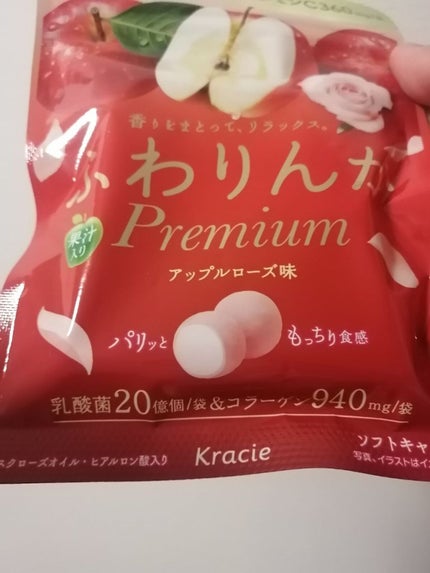 C360mg
香りをまとって、リラックス。
ふわりんか
果汁
入り
Premium
アップルローズ味
パリッと
もっちり食感
乳酸菌20億個/袋&コラーゲン940mg/袋
スクローズオイル・ヒアルロン酸入り
Kracie
ソフトキャ
写真、イラストはイ